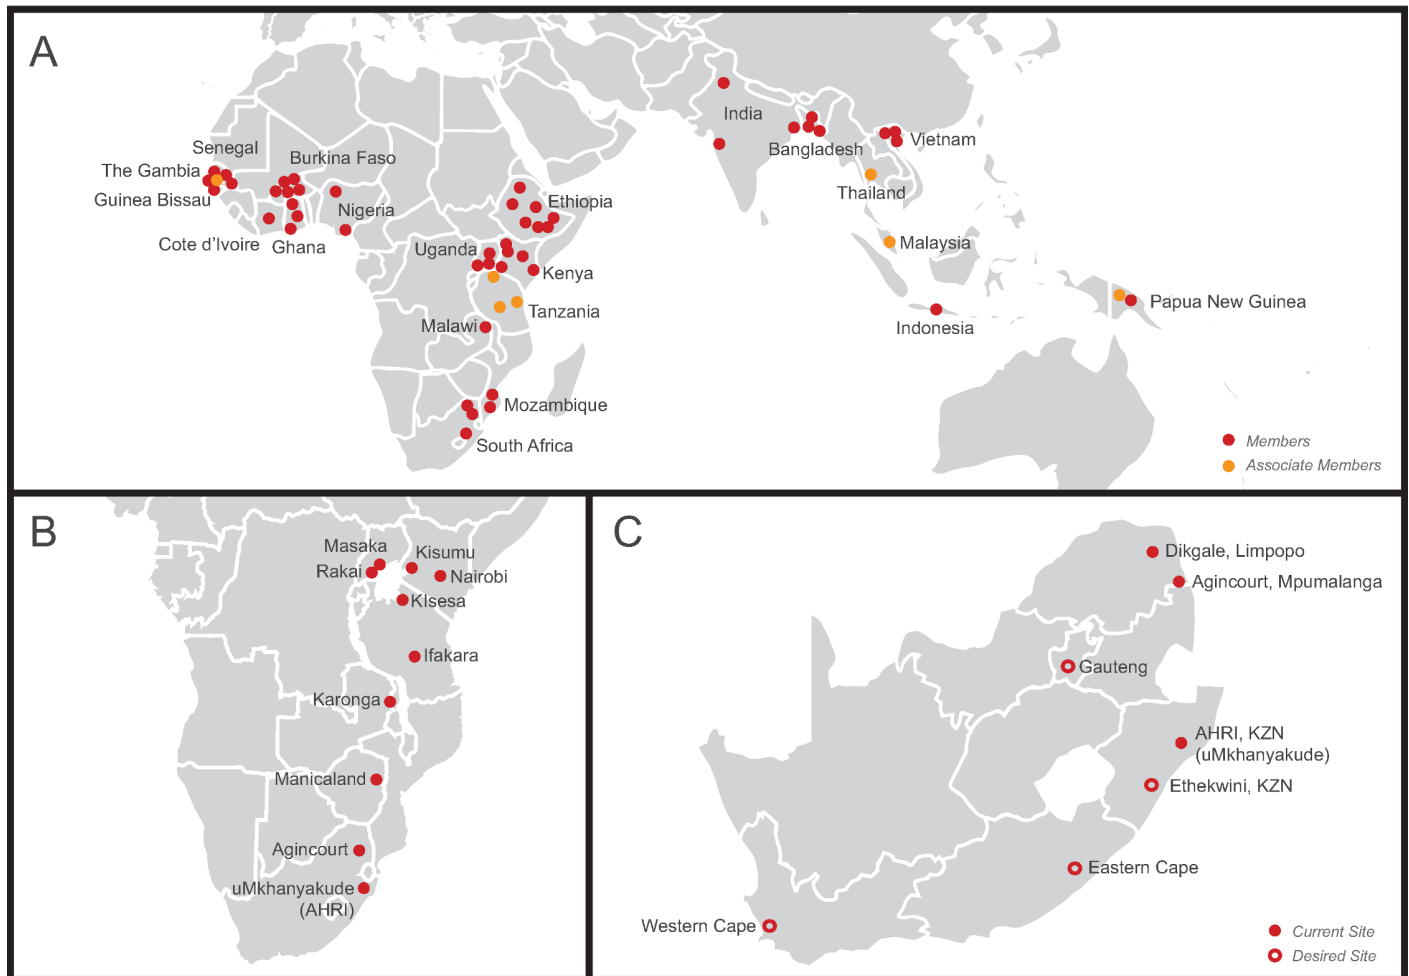 A
Senegal
The Gambia
Burkina Faso
Guinea Bissau
Nigeria
Cote d'Ivoire
Ghana
Ethiopia
Uganda
Kenya
Tanzania
Malawi
Mozambique
South Africa
India
Bangladesh
Vietnam
Thailand
Malaysia
Indonesia
Papua New Guinea
Members
Associate Members
B
Masaka
Kisumu
Rakai
Nairobi
KIsesa
Ifakara
Karonga
Manicaland
Agincourt
uMkhanyakude
(AHRI)
C
Dikgale, Limpopo
Agincourt, Mpumalanga
Gauteng
AHRI, KZN
(uMkhanyakude)
Ethekwini, KZN
Eastern Cape
Western Cape
Current Site
Desired Site